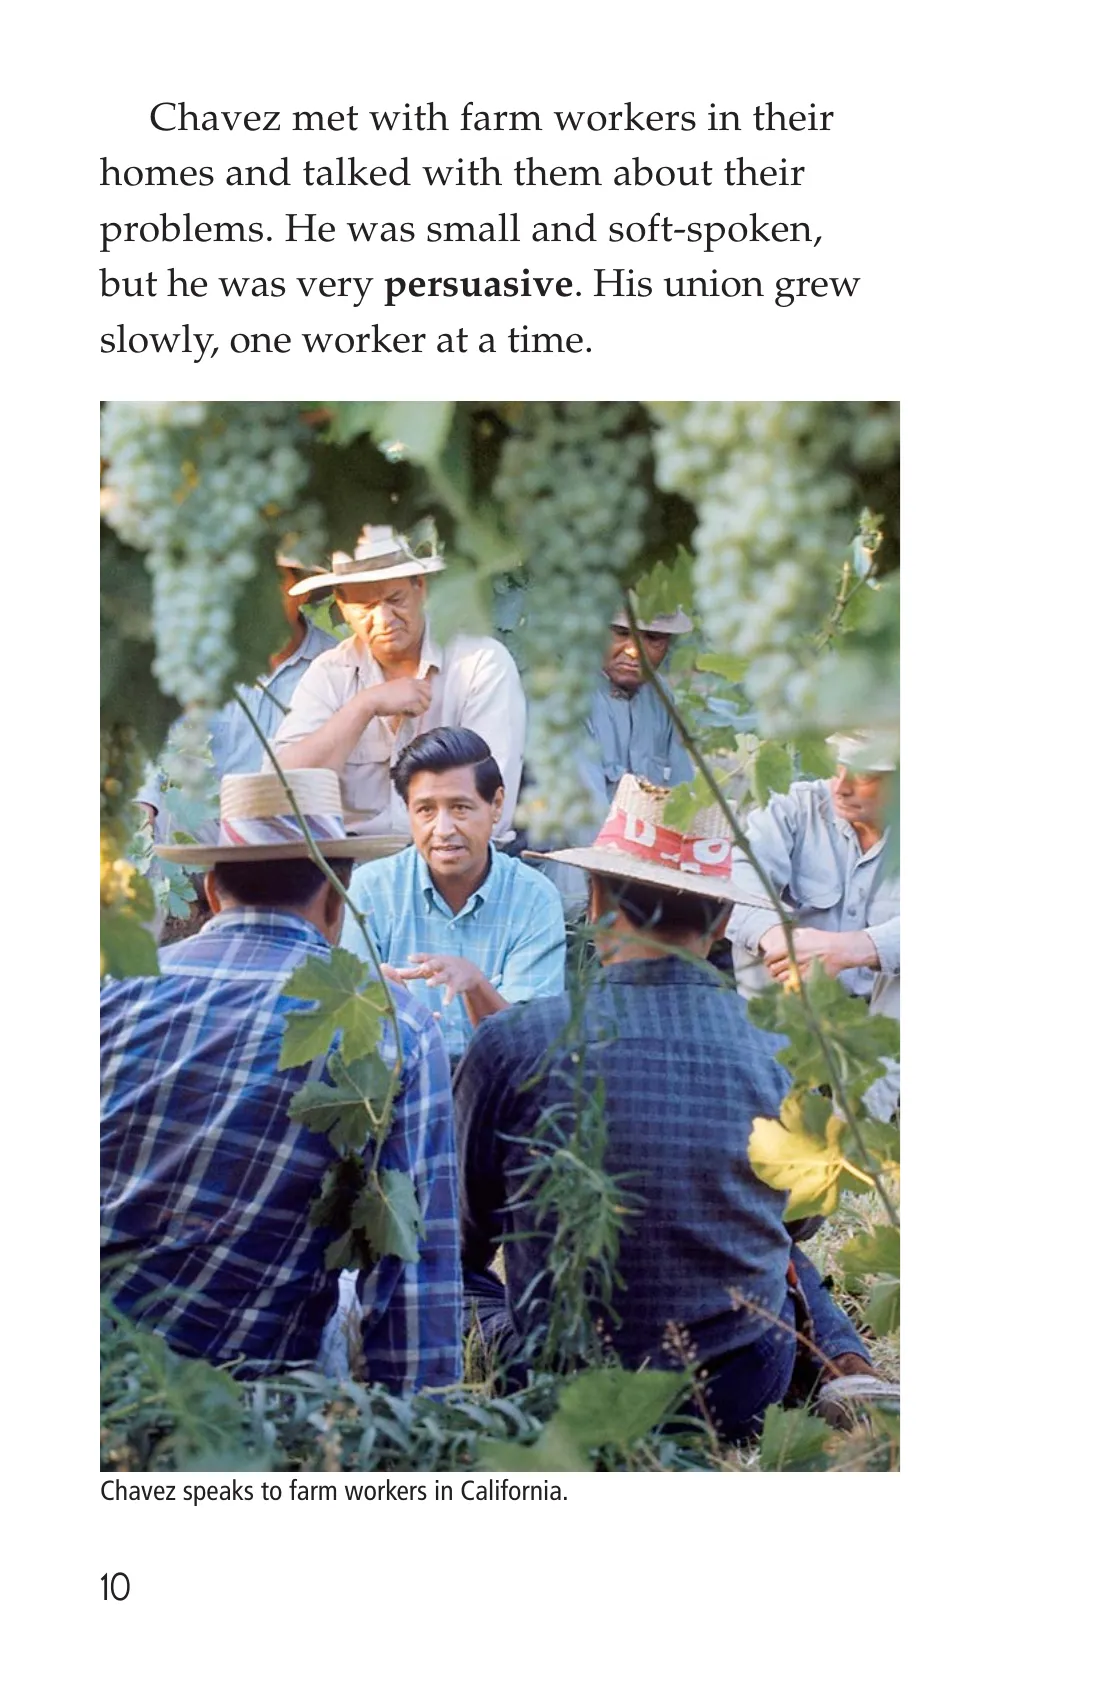 Chavez met with farm workers in their
homes and talked with them about their
problems. He was small and soft-spoken,
but he was very persuasive. His union grew
slowly, one worker at a time.
Chavez speaks to farm workers in California.
10